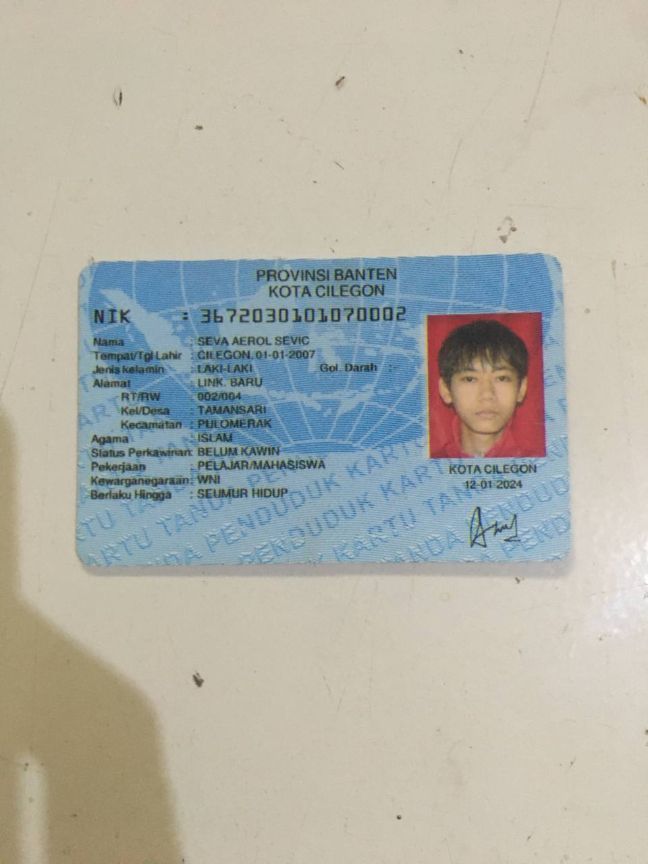 PROVINSI BANTEN
KOTA CILEGON
NIK : 3672030101070002
Nama : SEVA AEROL SEVIC
Tempat/Tgl Lahir : CILEGON, 01-01-2007
Jenis kelamin : LAKI-LAKI Gol. Darah : -
Alamat : LINK. BARU
RT/RW : 002/004
Kel/Desa : TAMANSARI
Kecamatan : PULOMERAK
Agama : ISLAM
Status Perkawinan: BELUM KAWIN
Pekerjaan : PELAJAR/MAHASISWA
Kewarganegaraan: WNI
Berlaku Hingga : SEUMUR HIDUP
KOTA CILEGON
12-01-2024
KARTU TANDA PENDUDUK